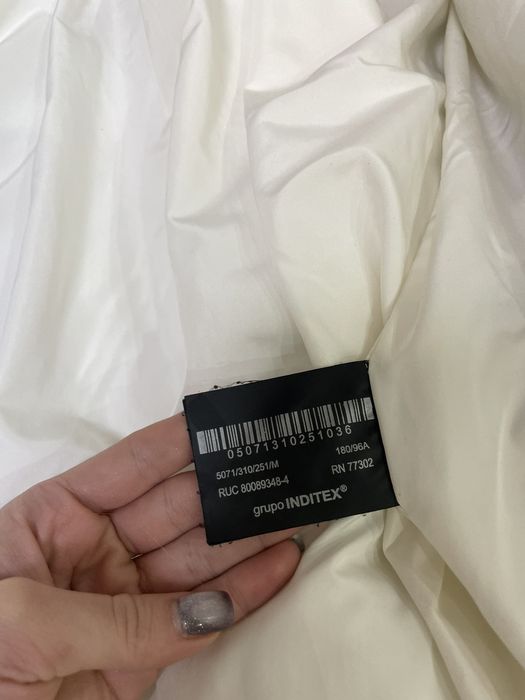 05071310251036
5071/310/251/M 180/96A
RUC 80089348-4 RN 77302
grupo INDITEX®